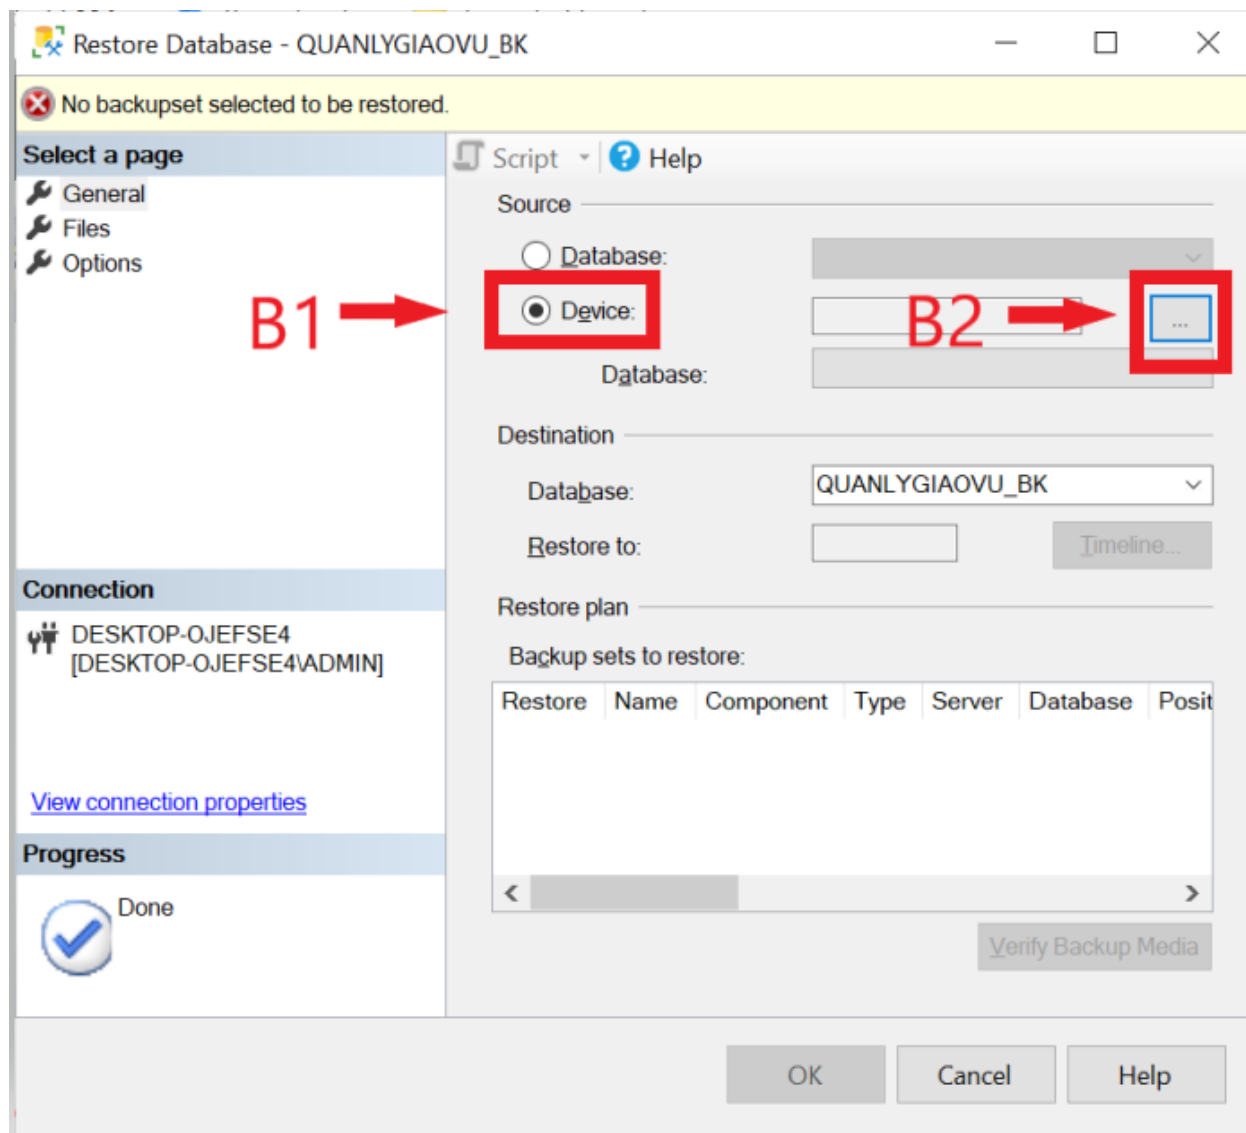 Restore Database - QUANLYGIAOVU_BK
No backupset selected to be restored.
Select a page
General
Files
Options
Script
Help
Source
Database:
B1
Device:
B2
...
Database:
Destination
Database:
QUANLYGIAOVU_BK
Restore to:
Timeline...
Connection
DESKTOP-OJEFSE4
[DESKTOP-OJEFSE4\ADMIN]
View connection properties
Restore plan
Backup sets to restore:
Restore Name Component Type Server Database Posit
Progress
Done
Verify Backup Media
OK Cancel Help